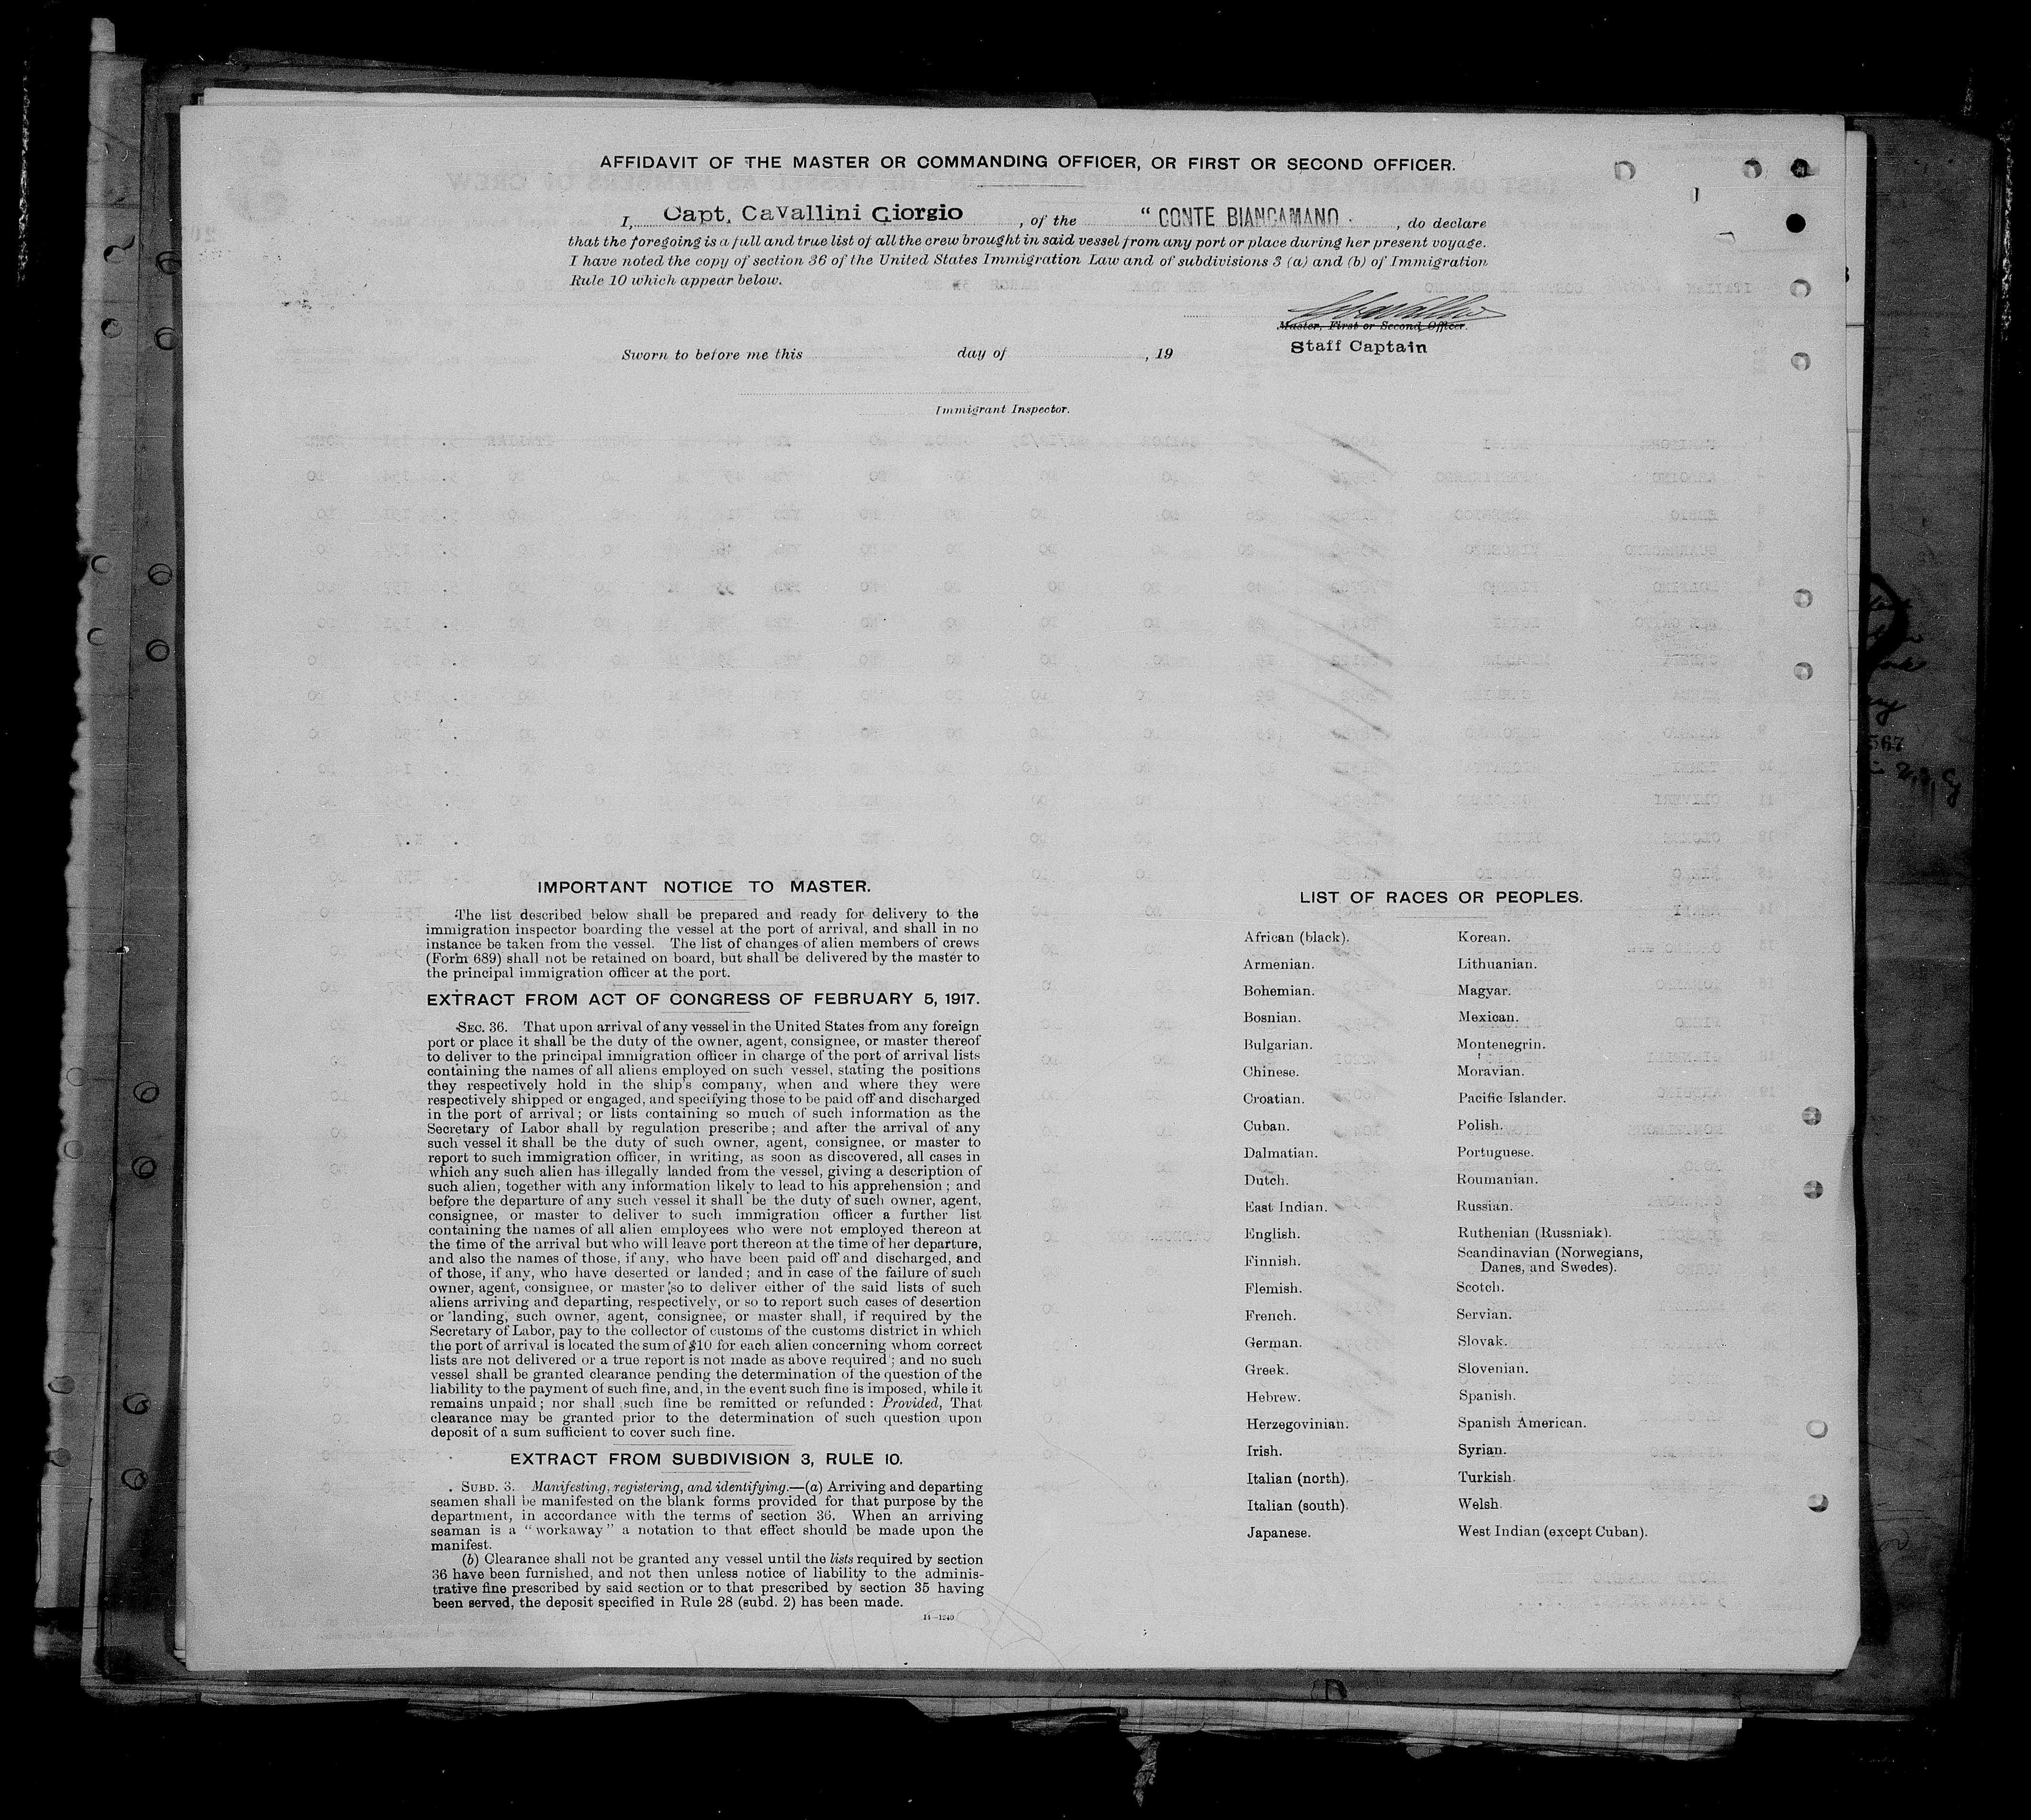 AFFIDAVIT OF THE MASTER OR COMMANDING OFFICER, OR FIRST OR SECOND OFFICER.
I, Capt. Cavallini Giorgio, of the "CONTE BIANCAMANO, do declare
that the foregoing is a full and true list of all the crew brought in said vessel from any port or place during her present voyage.
I have noted the copy of section 36 of the United States Immigration Law and of subdivisions 3 (a) and (b) of Immigration
Rule 10 which appear below.
Master, First or Second Officer.
Staff Captain
Sworn to before me this day of , 19
Immigrant Inspector.
IMPORTANT NOTICE TO MASTER.
The list described below shall be prepared and ready for delivery to the
immigration inspector boarding the vessel at the port of arrival, and shall in no
instance be taken from the vessel. The list of changes of alien members of crews
(Form 689) shall not be retained on board, but shall be delivered by the master to
the principal immigration officer at the port.
EXTRACT FROM ACT OF CONGRESS OF FEBRUARY 5, 1917.
SEC. 36. That upon arrival of any vessel in the United States from any foreign
port or place it shall be the duty of the owner, agent, consignee, or master thereof
to deliver to the principal immigration officer in charge of the port of arrival lists
containing the names of all aliens employed on such vessel, stating the positions
they respectively hold in the ship's company, when and where they were
respectively shipped or engaged, and specifying those to be paid off and discharged
in the port of arrival; or lists containing so much of such information as the
Secretary of Labor shall by regulation prescribe; and after the arrival of any
such vessel it shall be the duty of such owner, agent, consignee, or master to
report to such immigration officer, in writing, as soon as discovered, all cases in
which any such alien has illegally landed from the vessel, giving a description of
such alien, together with any information likely to lead to his apprehension; and
before the departure of any such vessel it shall be the duty of such owner, agent,
consignee, or master to deliver to such immigration officer a further list
containing the names of all alien employees who were not employed thereon at
the time of the arrival but who will leave port thereon at the time of her departure,
and also the names of those, if any, who have been paid off and discharged, and
of those, if any, who have deserted or landed; and in case of the failure of such
owner, agent, consignee, or master so to deliver either of the said lists of such
aliens arriving and departing, respectively, or so to report such cases of desertion
or landing, such owner, agent, consignee, or master shall, if required by the
Secretary of Labor, pay to the collector of customs of the customs district in which
the port of arrival is located the sum of $10 for each alien concerning whom correct
lists are not delivered or a true report is not made as above required; and no such
vessel shall be granted clearance pending the determination of the question of the
liability to the payment of such fine, and, in the event such fine is imposed, while it
remains unpaid; nor shall such fine be remitted or refunded: Provided, That
clearance may be granted prior to the determination of such question upon
deposit of a sum sufficient to cover such fine.
EXTRACT FROM SUBDIVISION 3, RULE 10.
SUBD. 3. Manifesting, registering, and identifying.—(a) Arriving and departing
seamen shall be manifested on the blank forms provided for that purpose by the
department, in accordance with the terms of section 36. When an arriving
seaman is a "workaway" a notation to that effect should be made upon the
manifest.
(b) Clearance shall not be granted any vessel until the lists required by section
36 have been furnished, and not then unless notice of liability to the adminis-
trative fine prescribed by said section or to that prescribed by section 35 having
been served, the deposit specified in Rule 28 (subd. 2) has been made.
14—1240
LIST OF RACES OR PEOPLES.
African (black).
Armenian.
Bohemian.
Bosnian.
Bulgarian.
Chinese.
Croatian.
Cuban.
Dalmatian.
Dutch.
East Indian.
English.
Finnish.
Flemish.
French.
German.
Greek.
Hebrew.
Herzegovinian.
Irish.
Italian (north).
Italian (south).
Japanese.
Korean.
Lithuanian.
Magyar.
Mexican.
Montenegrin.
Moravian.
Pacific Islander.
Polish.
Portuguese.
Roumanian.
Russian.
Ruthenian (Russniak).
Scandinavian (Norwegians,
Danes, and Swedes).
Scotch.
Servian.
Slovak.
Slovenian.
Spanish.
Spanish American.
Syrian.
Turkish.
Welsh.
West Indian (except Cuban).
567